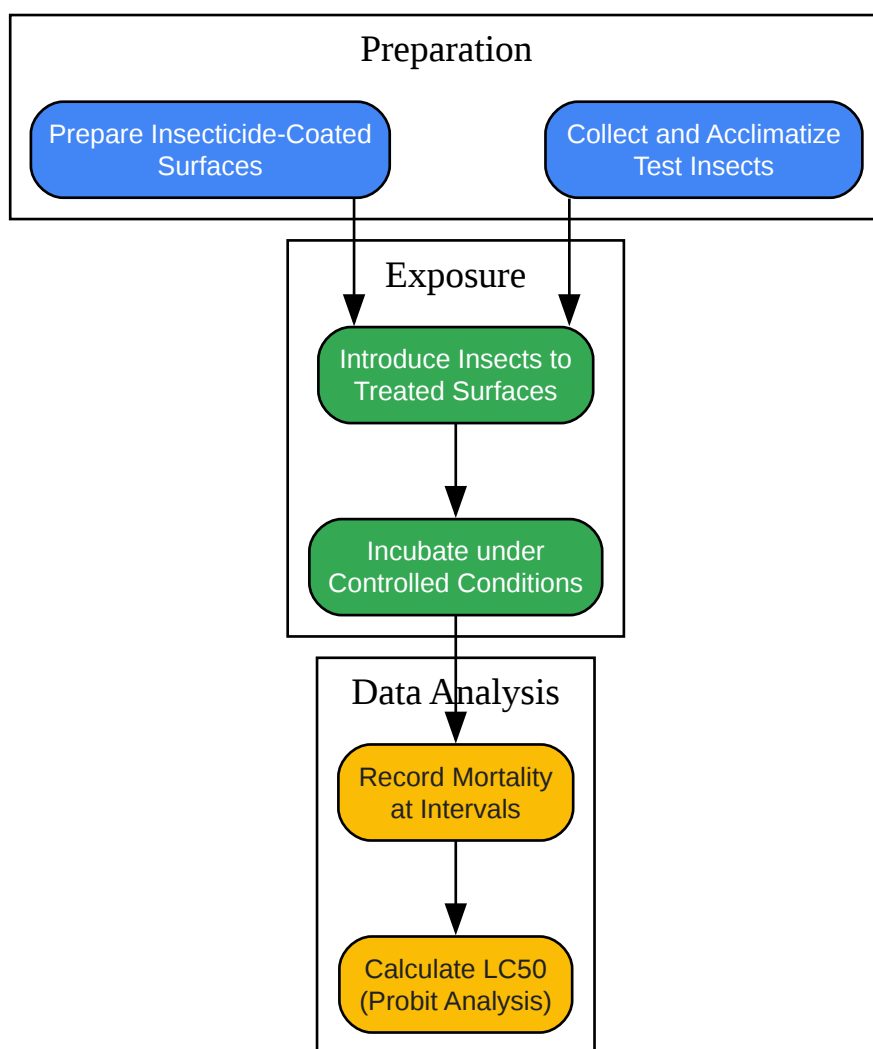 Preparation
Prepare Insecticide-Coated
Surfaces
Collect and Acclimatize
Test Insects
Exposure
Introduce Insects to
Treated Surfaces
Incubate under
Controlled Conditions
Data Analysis
Record Mortality
at Intervals
Calculate LC50
(Probit Analysis)